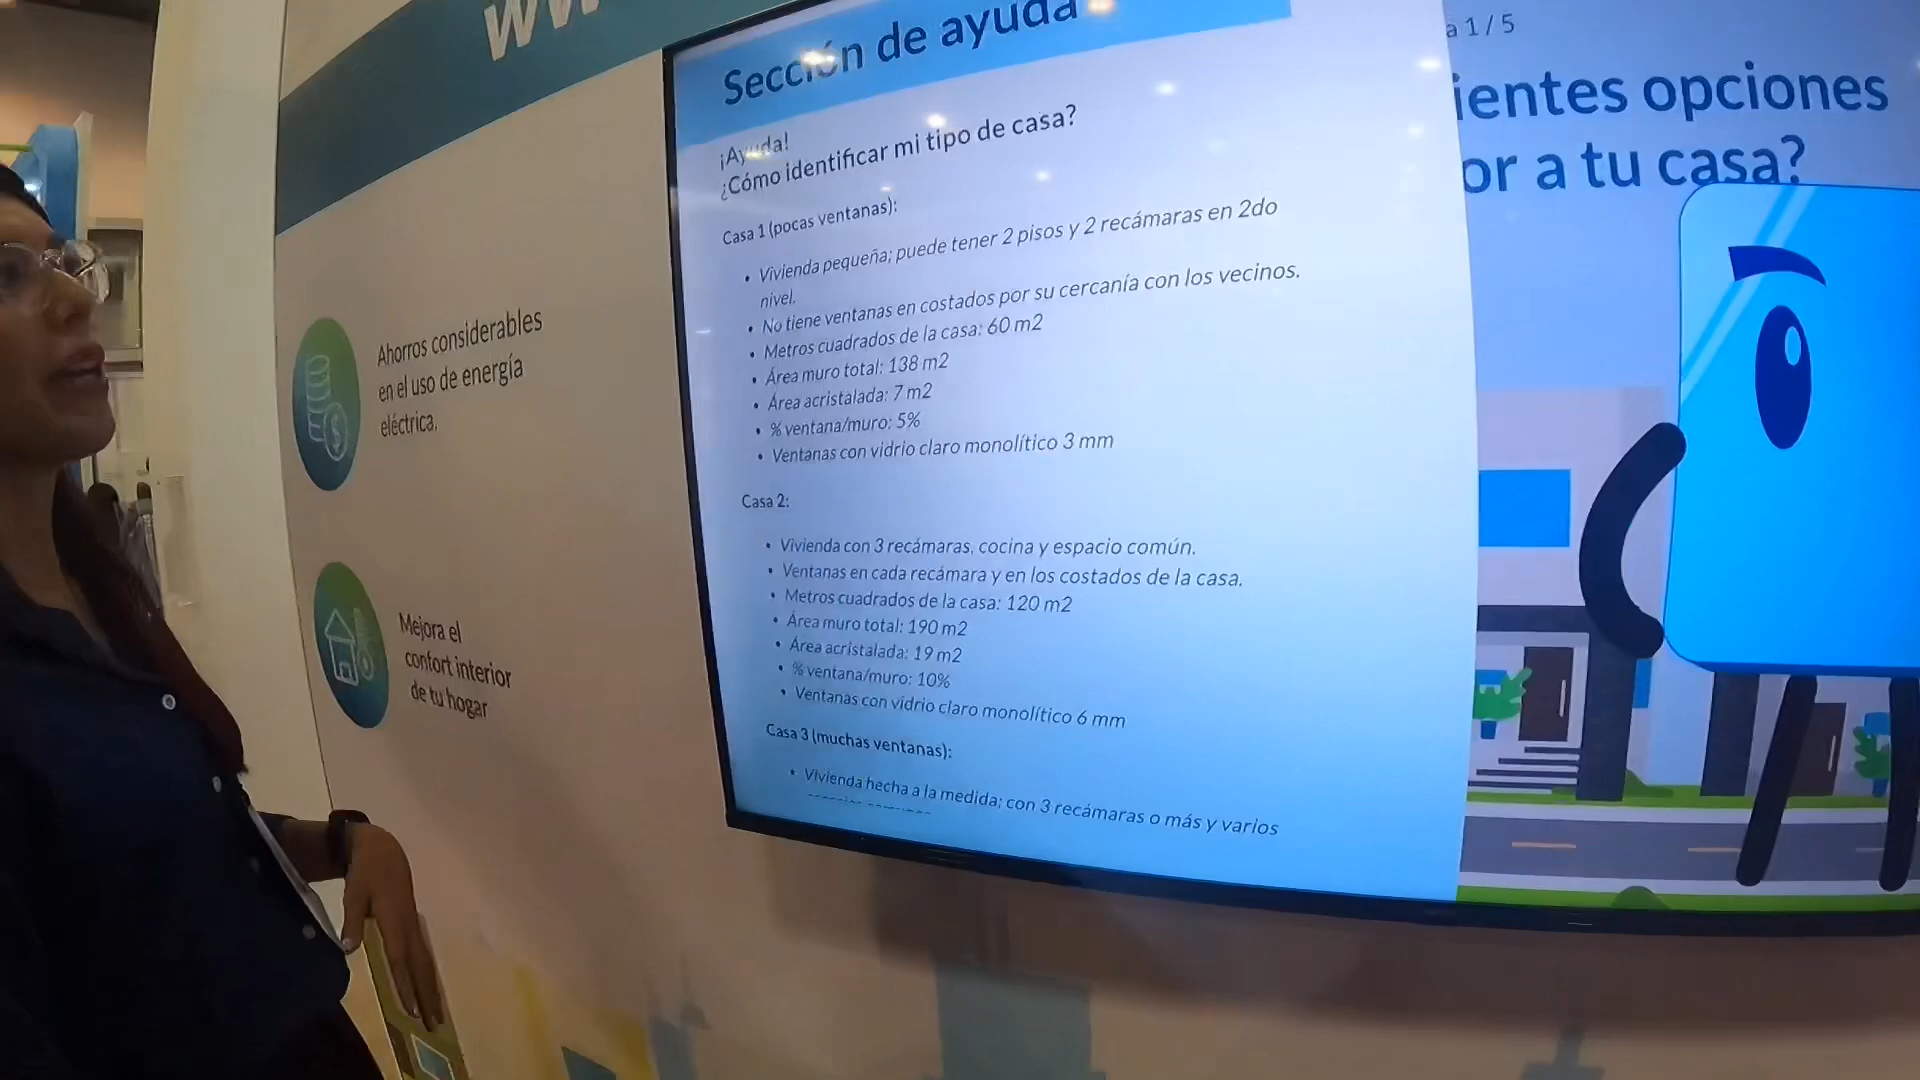 Sección de ayuda
¡Ayuda!
¿Cómo identificar mi tipo de casa?
Casa 1 (pocas ventanas):
• Vivienda pequeña; puede tener 2 pisos y 2 recámaras en 2do
nivel.
• No tiene ventanas en costados por su cercanía con los vecinos.
• Metros cuadrados de la casa: 60 m2
• Área muro total: 138 m2
• Área acristalada: 7 m2
• % ventana/muro: 5%
• Ventanas con vidrio claro monolítico 3 mm
Casa 2:
• Vivienda con 3 recámaras, cocina y espacio común.
• Ventanas en cada recámara y en los costados de la casa.
• Metros cuadrados de la casa: 120 m2
• Área muro total: 190 m2
• Área acristalada: 19 m2
• % ventana/muro: 10%
• Ventanas con vidrio claro monolítico 6 mm
Casa 3 (muchas ventanas):
• Vivienda hecha a la medida; con 3 recámaras o más y varios
a 1 / 5
ientes opciones
or a tu casa?
Ahorros considerables
en el uso de energía
eléctrica.
Mejora el
confort interior
de tu hogar